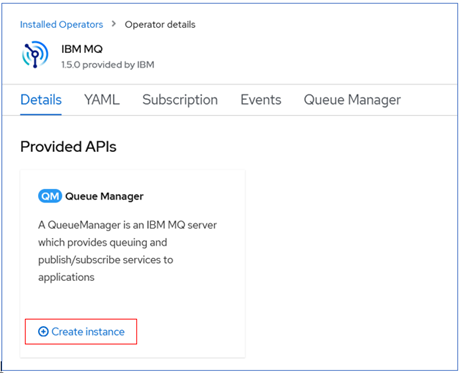 Installed Operators > Operator details
IBM MQ
1.5.0 provided by IBM
Details YAML Subscription Events Queue Manager
Provided APIs
QM Queue Manager
A QueueManager is an IBM MQ server
which provides queuing and
publish/subscribe services to
applications
Create instance